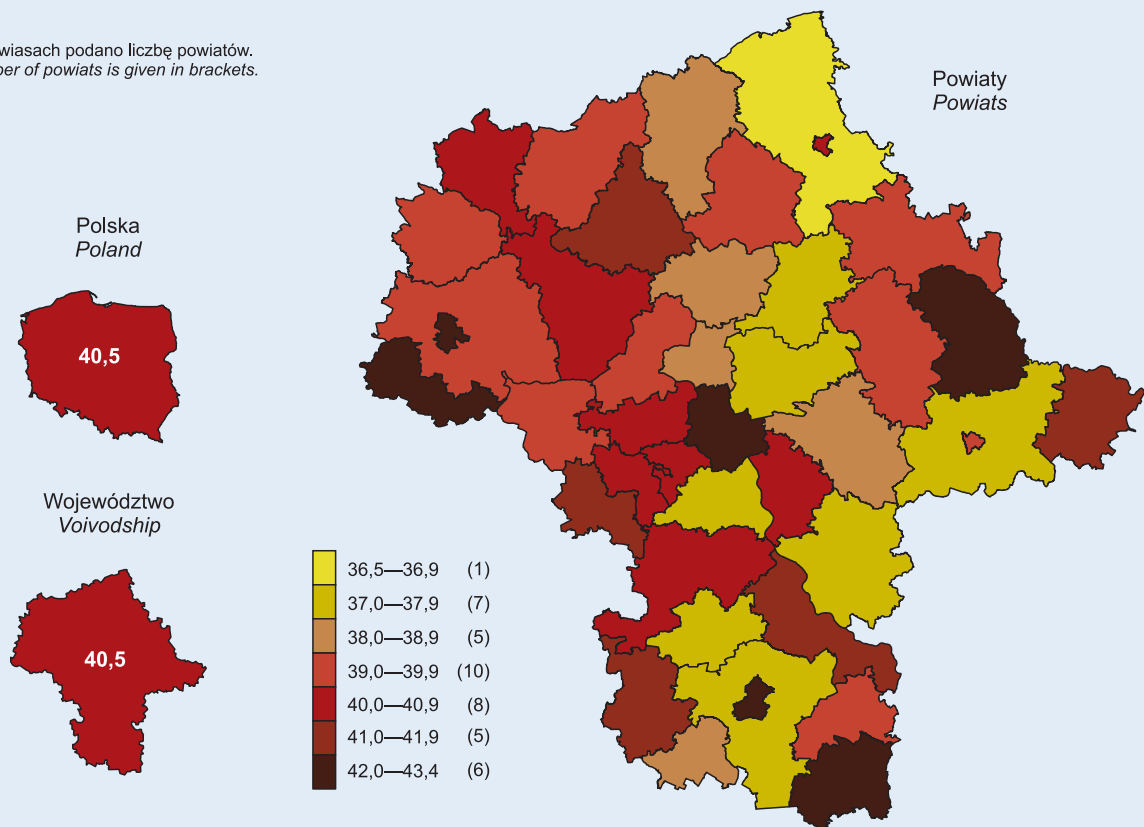 wiasach podano liczbę powiatów.
ber of powiats is given in brackets.
Powiaty
Powiats
Polska
Poland
40,5
Województwo
Voivodship
40,5
36,5—36,9 (1)
37,0—37,9 (7)
38,0—38,9 (5)
39,0—39,9 (10)
40,0—40,9 (8)
41,0—41,9 (5)
42,0—43,4 (6)